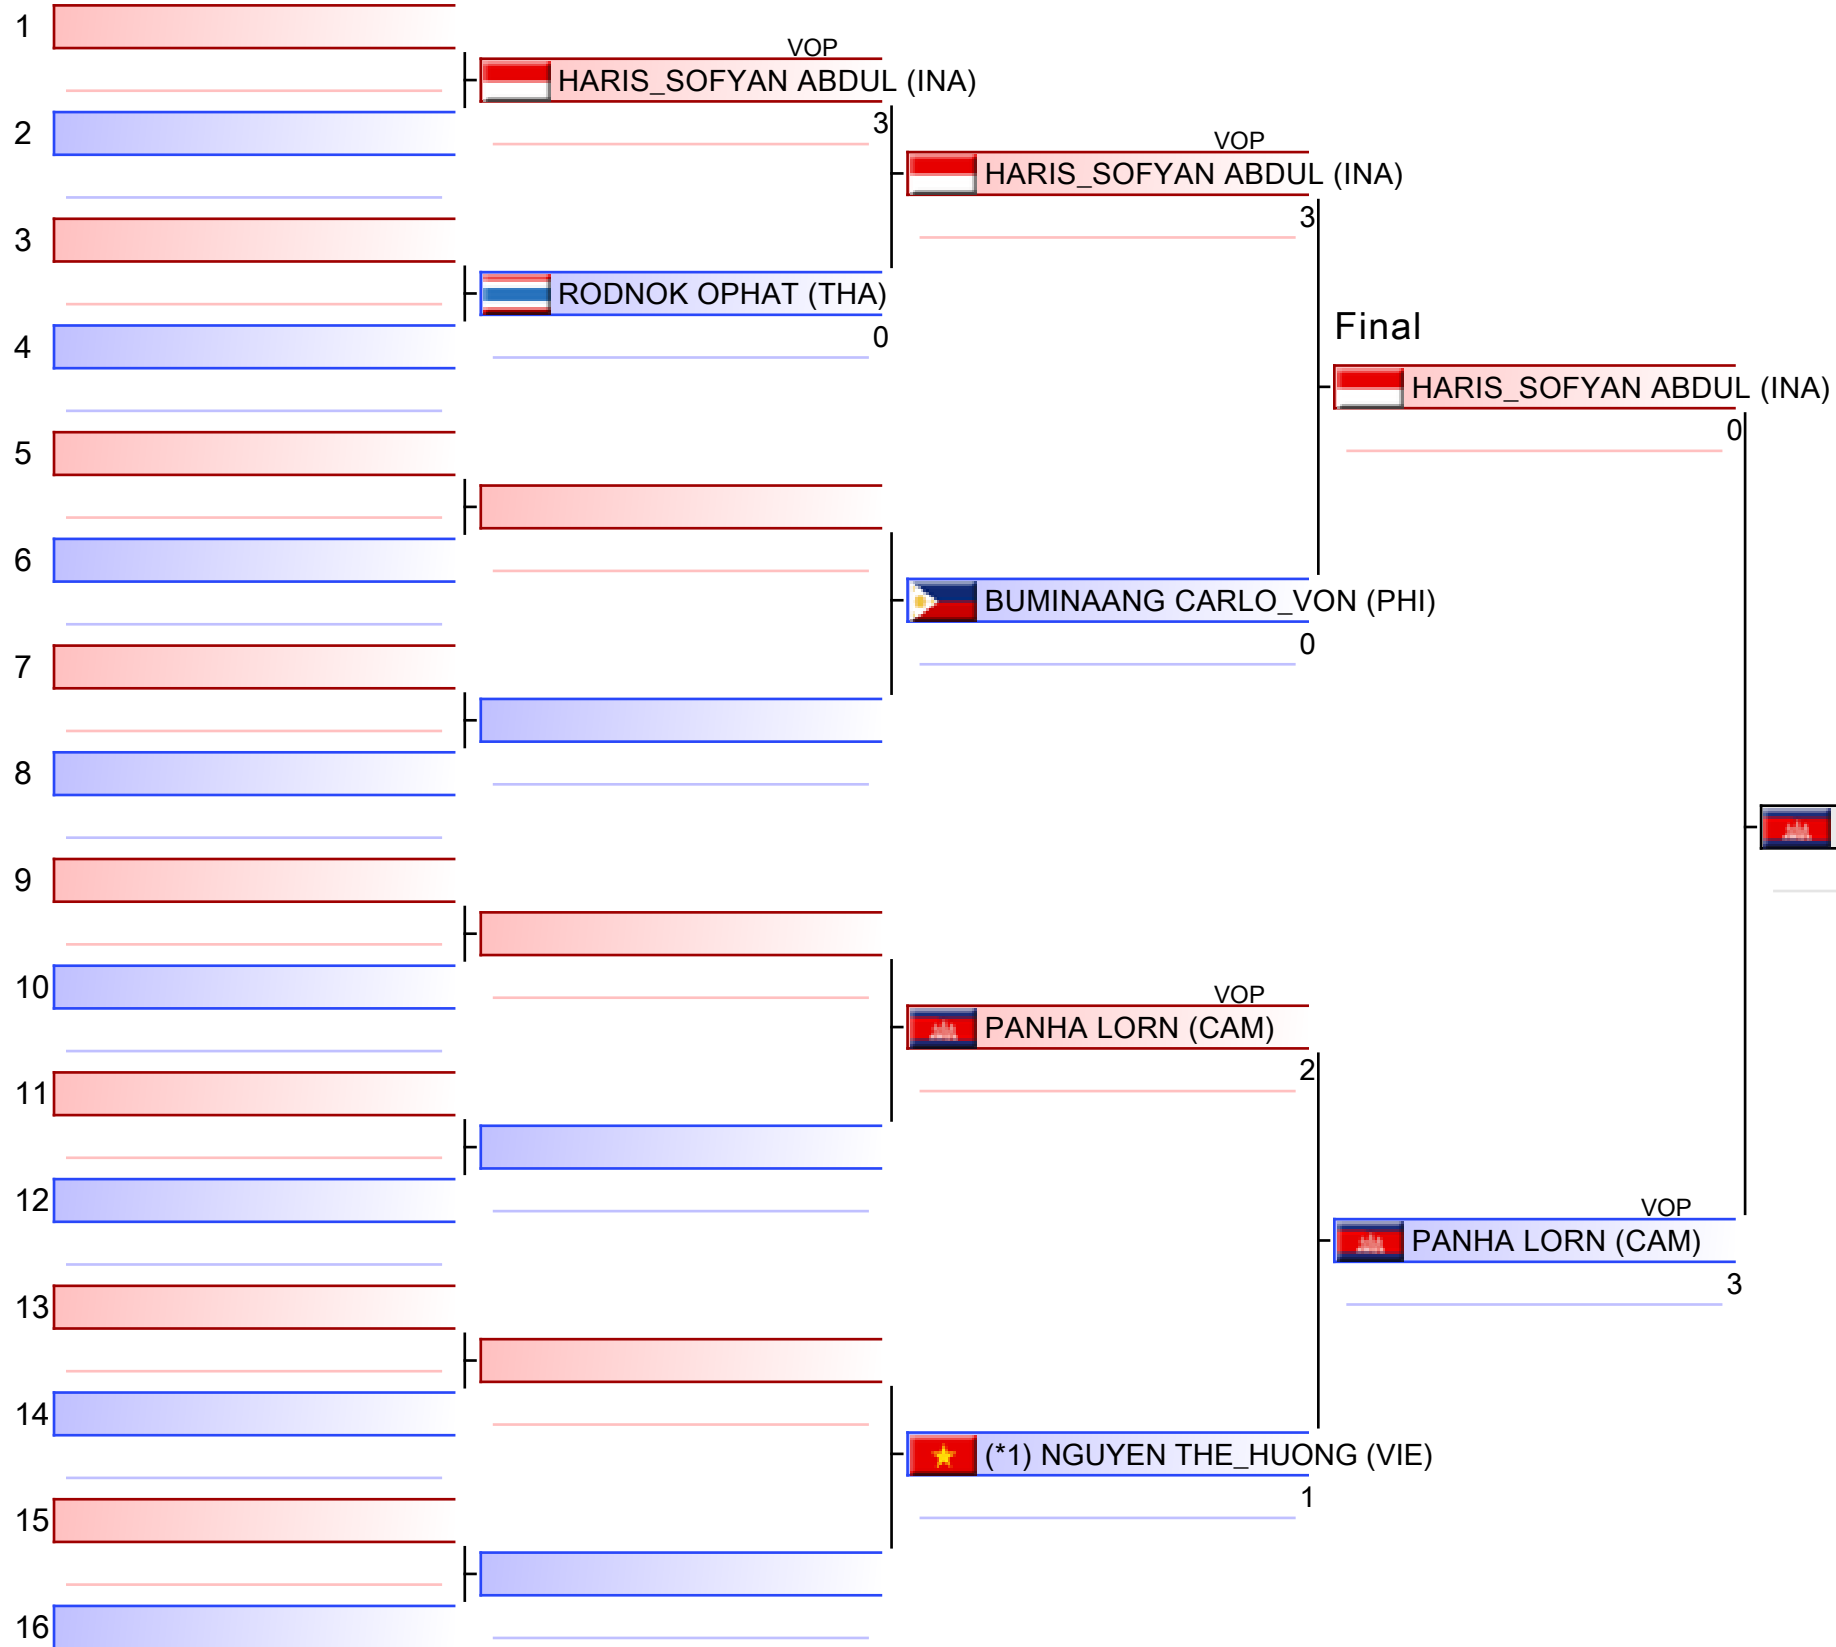 1
VOP
HARIS_SOFYAN ABDUL (INA)
3
2
VOP
HARIS_SOFYAN ABDUL (INA)
3
3
RODNOK OPHAT (THA)
0
4
Final
HARIS_SOFYAN ABDUL (INA)
0
5
6
BUMINAANG CARLO_VON (PHI)
0
7
8
9
10
VOP
PANHA LORN (CAM)
2
11
12
VOP
PANHA LORN (CAM)
3
13
14
(*1) NGUYEN THE_HUONG (VIE)
1
15
16